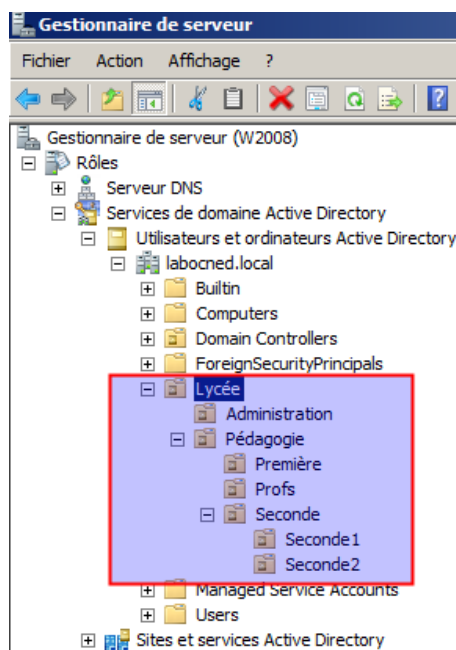 Gestionnaire de serveur
Fichier Action Affichage ?
Gestionnaire de serveur (W2008)
Rôles
Serveur DNS
Services de domaine Active Directory
Utilisateurs et ordinateurs Active Directory
labocned.local
Builtin
Computers
Domain Controllers
ForeignSecurityPrincipals
Lycée
Administration
Pédagogie
Première
Profs
Seconde
Seconde1
Seconde2
Managed Service Accounts
Users
Sites et services Active Directory